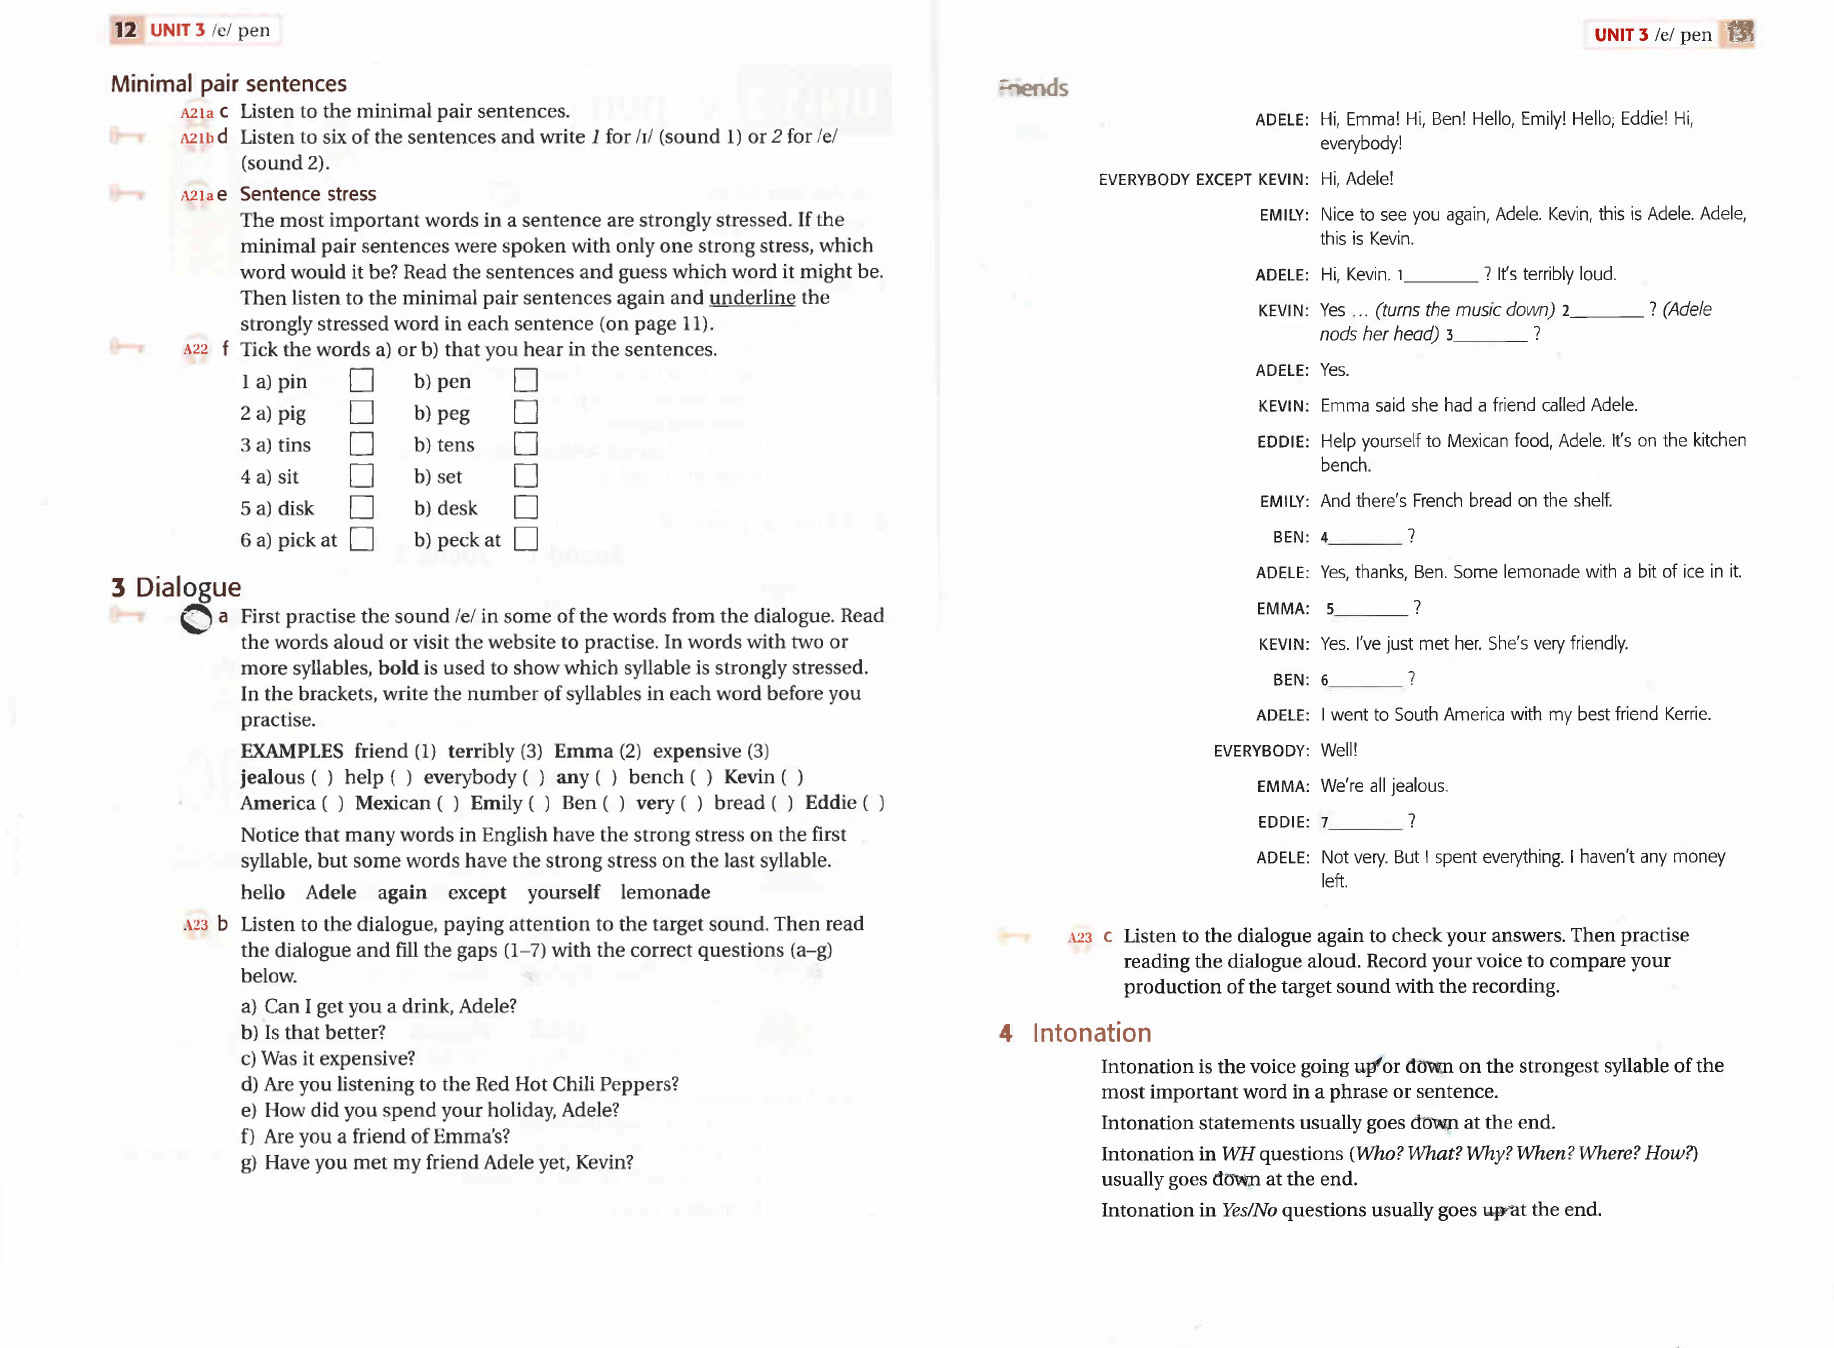 12 UNIT 3 /e/ pen
Minimal pair sentences
A21a c Listen to the minimal pair sentences.
A21b d Listen to six of the sentences and write 1 for /ɪ/ (sound 1) or 2 for /e/
(sound 2).
A21a e Sentence stress
The most important words in a sentence are strongly stressed. If the
minimal pair sentences were spoken with only one strong stress, which
word would it be? Read the sentences and guess which word it might be.
Then listen to the minimal pair sentences again and underline the
strongly stressed word in each sentence (on page 11).
A22 f Tick the words a) or b) that you hear in the sentences.
1 a) pin b) pen
2 a) pig b) peg
3 a) tins b) tens
4 a) sit b) set
5 a) disk b) desk
6 a) pick at b) peck at
3 Dialogue
a First practise the sound /e/ in some of the words from the dialogue. Read
the words aloud or visit the website to practise. In words with two or
more syllables, bold is used to show which syllable is strongly stressed.
In the brackets, write the number of syllables in each word before you
practise.
EXAMPLES friend (1) terribly (3) Emma (2) expensive (3)
jealous ( ) help ( ) everybody ( ) any ( ) bench ( ) Kevin ( )
America ( ) Mexican ( ) Emily ( ) Ben ( ) very ( ) bread ( ) Eddie ( )
Notice that many words in English have the strong stress on the first
syllable, but some words have the strong stress on the last syllable.
hello Adele again except yourself lemonade
A23 b Listen to the dialogue, paying attention to the target sound. Then read
the dialogue and fill the gaps (1–7) with the correct questions (a–g)
below.
a) Can I get you a drink, Adele?
b) Is that better?
c) Was it expensive?
d) Are you listening to the Red Hot Chili Peppers?
e) How did you spend your holiday, Adele?
f) Are you a friend of Emma's?
g) Have you met my friend Adele yet, Kevin?
UNIT 3 /e/ pen 13
Friends
ADELE: Hi, Emma! Hi, Ben! Hello, Emily! Hello, Eddie! Hi,
everybody!
EVERYBODY EXCEPT KEVIN: Hi, Adele!
EMILY: Nice to see you again, Adele. Kevin, this is Adele. Adele,
this is Kevin.
ADELE: Hi, Kevin. 1________ ? It's terribly loud.
KEVIN: Yes ... (turns the music down) 2________ ? (Adele
nods her head) 3________ ?
ADELE: Yes.
KEVIN: Emma said she had a friend called Adele.
EDDIE: Help yourself to Mexican food, Adele. It's on the kitchen
bench.
EMILY: And there's French bread on the shelf.
BEN: 4________ ?
ADELE: Yes, thanks, Ben. Some lemonade with a bit of ice in it.
EMMA: 5________ ?
KEVIN: Yes. I've just met her. She's very friendly.
BEN: 6________ ?
ADELE: I went to South America with my best friend Kerrie.
EVERYBODY: Well!
EMMA: We're all jealous.
EDDIE: 7________ ?
ADELE: Not very. But I spent everything. I haven't any money
left.
A23 c Listen to the dialogue again to check your answers. Then practise
reading the dialogue aloud. Record your voice to compare your
production of the target sound with the recording.
4 Intonation
Intonation is the voice going up or down on the strongest syllable of the
most important word in a phrase or sentence.
Intonation statements usually goes down at the end.
Intonation in WH questions (Who? What? Why? When? Where? How?)
usually goes down at the end.
Intonation in Yes/No questions usually goes up at the end.